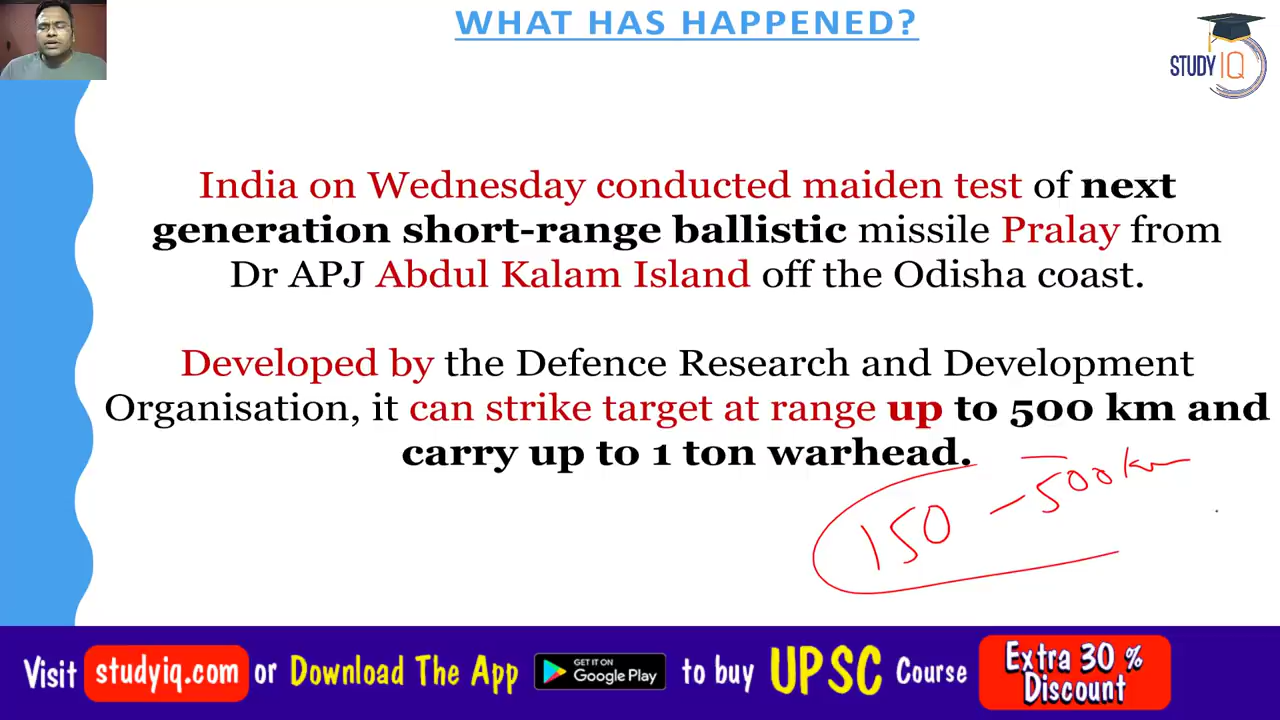 WHAT HAS HAPPENED?
STUDY IQ
India on Wednesday conducted maiden test of next
generation short-range ballistic missile Pralay from
Dr APJ Abdul Kalam Island off the Odisha coast.
Developed by the Defence Research and Development
Organisation, it can strike target at range up to 500 km and
carry up to 1 ton warhead.
150 - 500 km
Visit studyiq.com or Download The App GET IT ON Google Play to buy UPSC Course Extra 30 % Discount